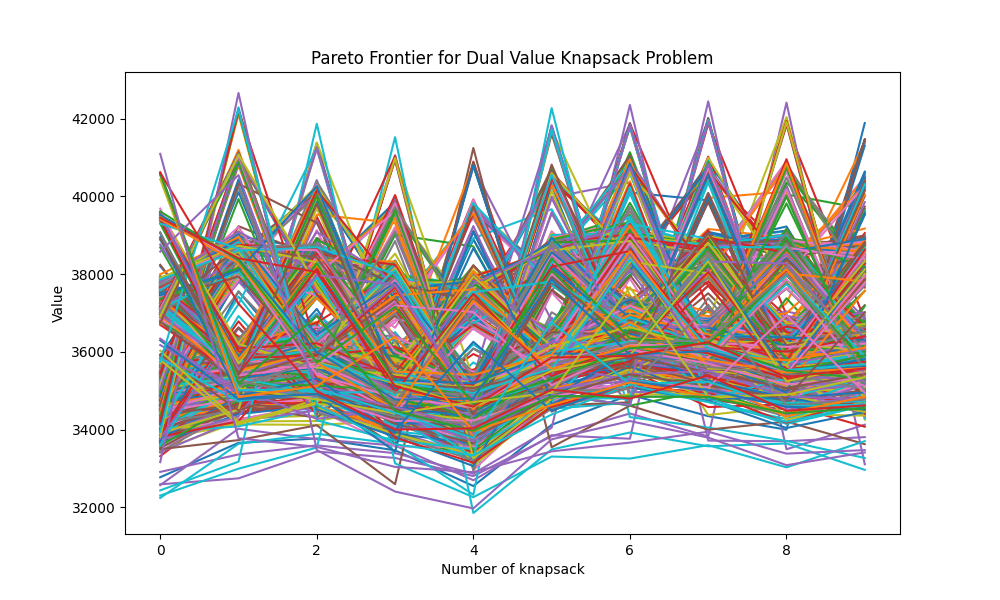 Pareto Frontier for Dual Value Knapsack Problem
42000
40000
38000
36000
34000
32000
Value
0 2 4 6 8
Number of knapsack